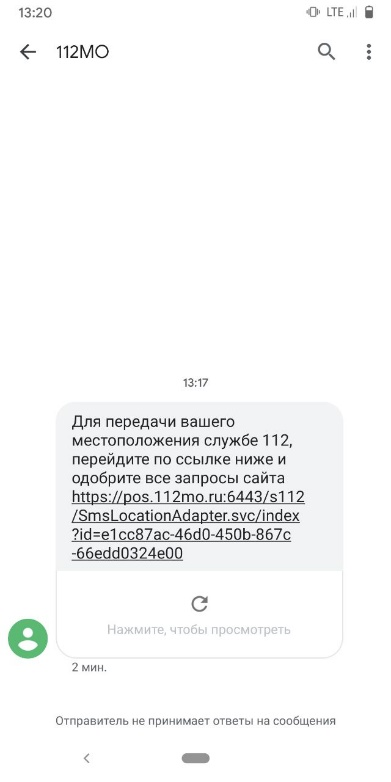 13:20
LTE
112MO
13:17
Для передачи вашего
местоположения службе 112,
перейдите по ссылке ниже и
одобрите все запросы сайта
https://pos.112mo.ru:6443/s112
/SmsLocationAdapter.svc/index
?id=e1cc87ac-46d0-450b-867c
-66edd0324e00
Нажмите, чтобы просмотреть
2 мин.
Отправитель не принимает ответы на сообщения